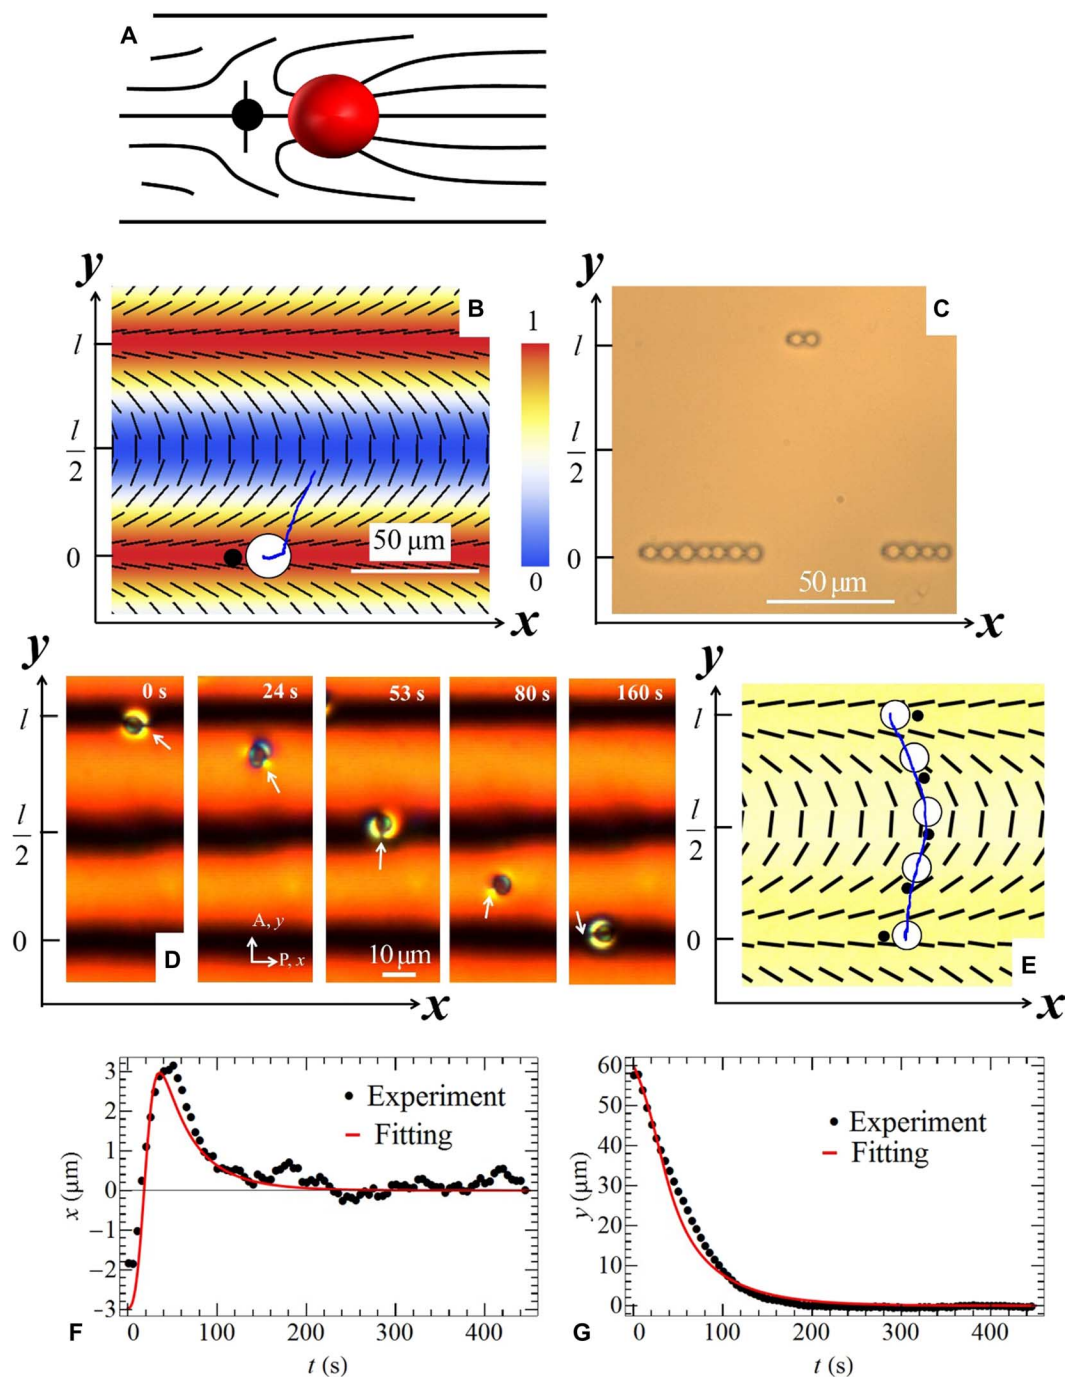 A
y
B
l
l/2
0
50 μm
x
1
0
y
C
l
l/2
0
50 μm
x
y
0 s
24 s
53 s
80 s
160 s
l
l/2
0
D
A, y
P, x
10 μm
x
y
l
l/2
0
E
x
3
2
1
0
−1
−2
−3
x (μm)
Experiment
Fitting
F
0
100
200
300
400
t (s)
60
50
40
30
20
10
0
y (μm)
Experiment
Fitting
G
0
100
200
300
400
t (s)